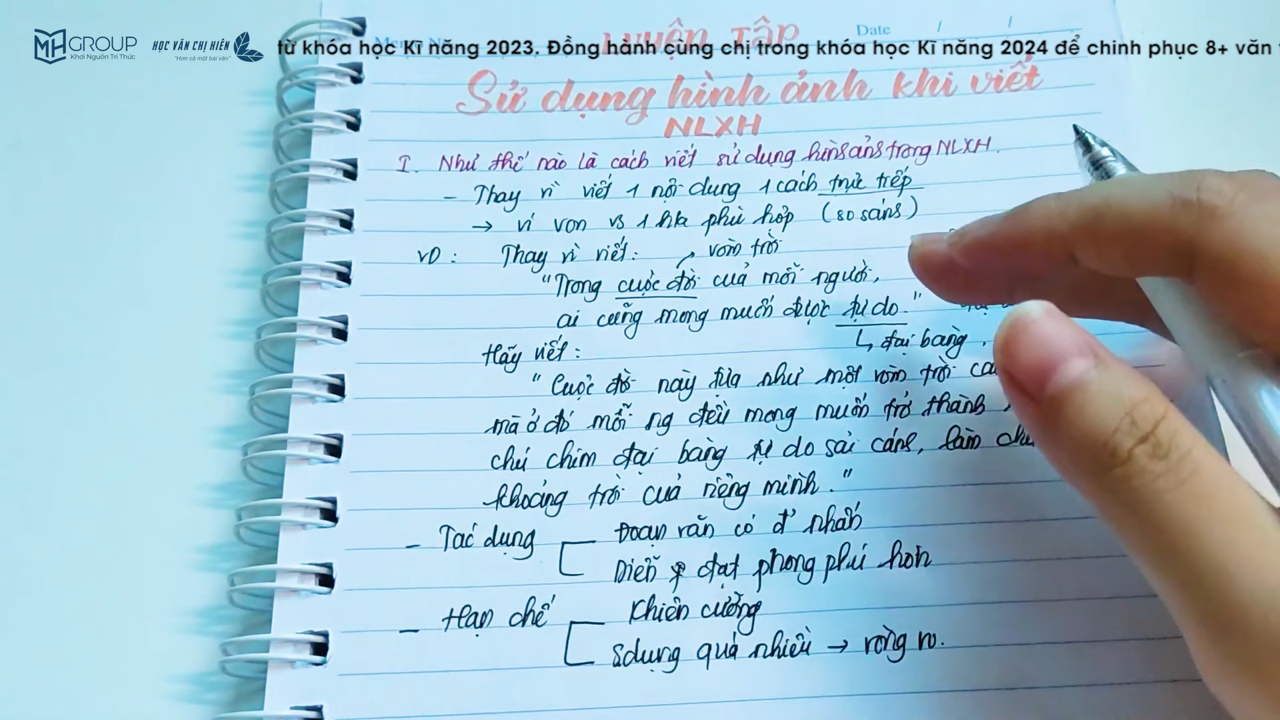 MH GROUP
Khơi Nguồn Tri Thức
HỌC VĂN CHỊ HIÊN
"Hơn cả một bài văn"
từ khóa học Kĩ năng 2023. Đồng hành cùng chị trong khóa học Kĩ năng 2024 để chinh phục 8+ văn
LUYỆN TẬP
Date / /
Sử dụng hình ảnh khi viết
NLXH
I. Như thế nào là cách viết sử dụng hình ảnh trong NLXH.
- Thay vì viết 1 nội dung 1 cách trực tiếp
→ ví von vs 1 h/a phù hợp (so sánh)
VD: Thay vì viết: vòm trời
"Trong cuộc đời của mỗi người,
ai cũng mong muốn được tự do."
↳ đại bàng.
Hãy viết:
"Cuộc đời này tựa như một vòm trời
mà ở đó mỗi ng đều mong muốn trở thành
chú chim đại bàng tự do sải cánh, làm
khoảng trời của riêng mình."
- Tác dụng Đoạn văn có đ' nhấn
Diễn đạt phong phú hơn
- Hạn chế Khiên cưỡng
Sdụng quá nhiều →